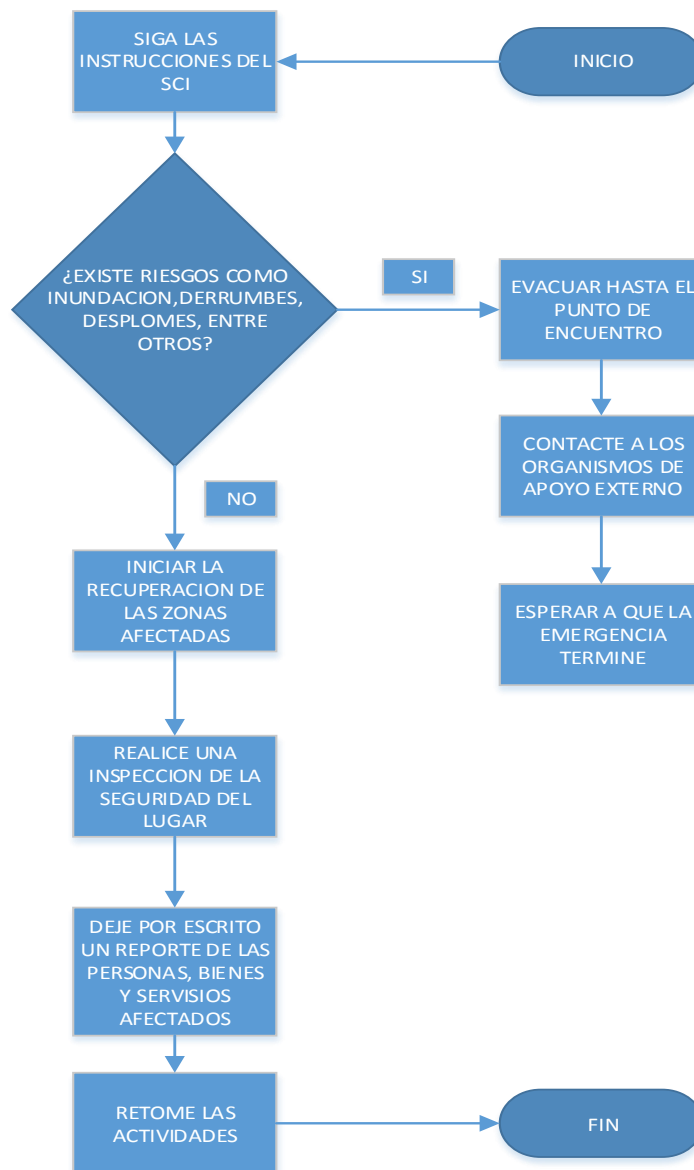 INICIO
SIGA LAS
INSTRUCCIONES DEL
SCI
¿EXISTE RIESGOS COMO
INUNDACION,DERRUMBES,
DESPLOMES, ENTRE
OTROS?
SI
EVACUAR HASTA EL
PUNTO DE
ENCUENTRO
CONTACTE A LOS
ORGANISMOS DE
APOYO EXTERNO
ESPERAR A QUE LA
EMERGENCIA
TERMINE
NO
INICIAR LA
RECUPERACION DE
LAS ZONAS
AFECTADAS
REALICE UNA
INSPECCION DE LA
SEGURIDAD DEL
LUGAR
DEJE POR ESCRITO
UN REPORTE DE LAS
PERSONAS, BIENES
Y SERVISIOS
AFECTADOS
RETOME LAS
ACTIVIDADES
FIN